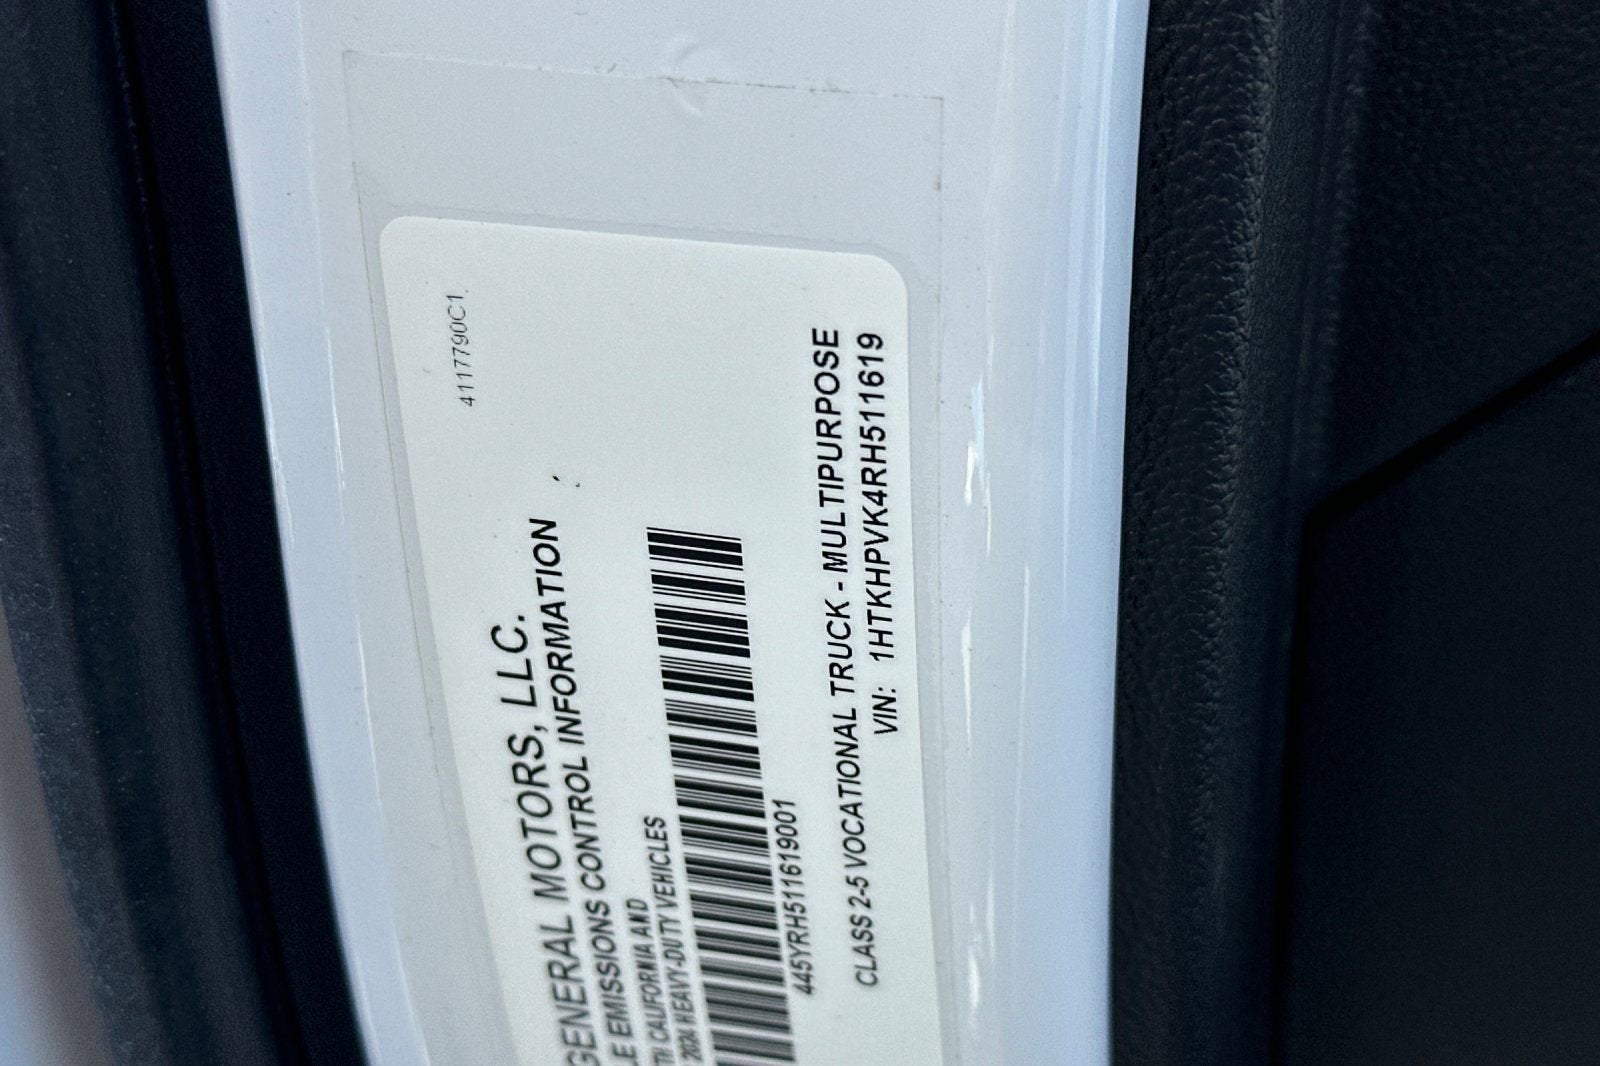 4117790C1
GENERAL MOTORS, LLC.
EMISSIONS CONTROL INFORMATION
CALIFORNIA AND
2024 HEAVY-DUTY VEHICLES
445YRH511619001
CLASS 2-5 VOCATIONAL TRUCK - MULTIPURPOSE
VIN: 1HTKHPVK4RH511619